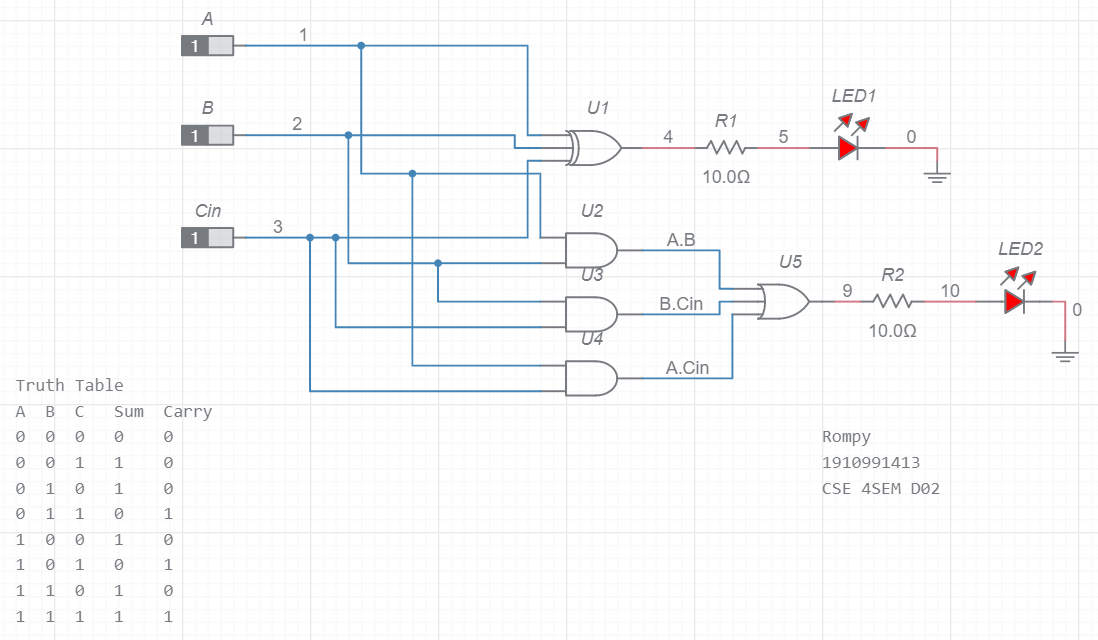 A
1
1
B
1
2
Cin
1
3
U1
4
R1
10.0Ω
5
LED1
0
U2
A.B
U3
B.Cin
U4
A.Cin
U5
9
R2
10.0Ω
10
LED2
0
Truth Table
A B C Sum Carry
0 0 0 0 0
0 0 1 1 0
0 1 0 1 0
0 1 1 0 1
1 0 0 1 0
1 0 1 0 1
1 1 0 1 0
1 1 1 1 1
Rompy
1910991413
CSE 4SEM D02